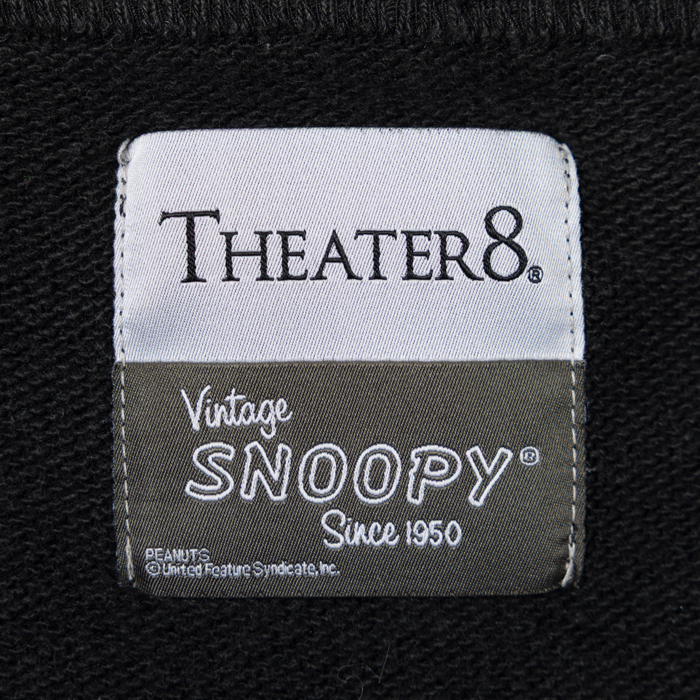 THEATER8.®
Vintage
SNOOPY®
Since 1950
PEANUTS
©United Feature Syndicate, Inc.